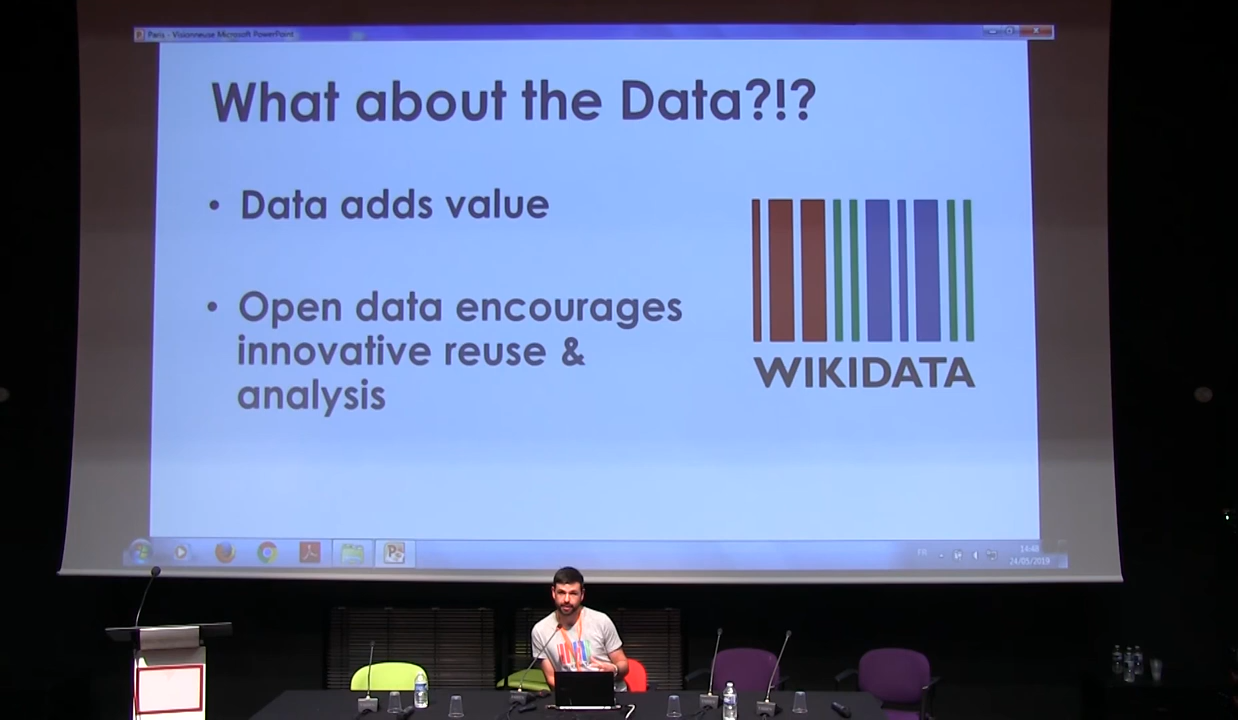 Paris - Visionneuse Microsoft PowerPoint
What about the Data?!?
• Data adds value
• Open data encourages
innovative reuse &
analysis
WIKIDATA
FR
14:48
24/05/2019